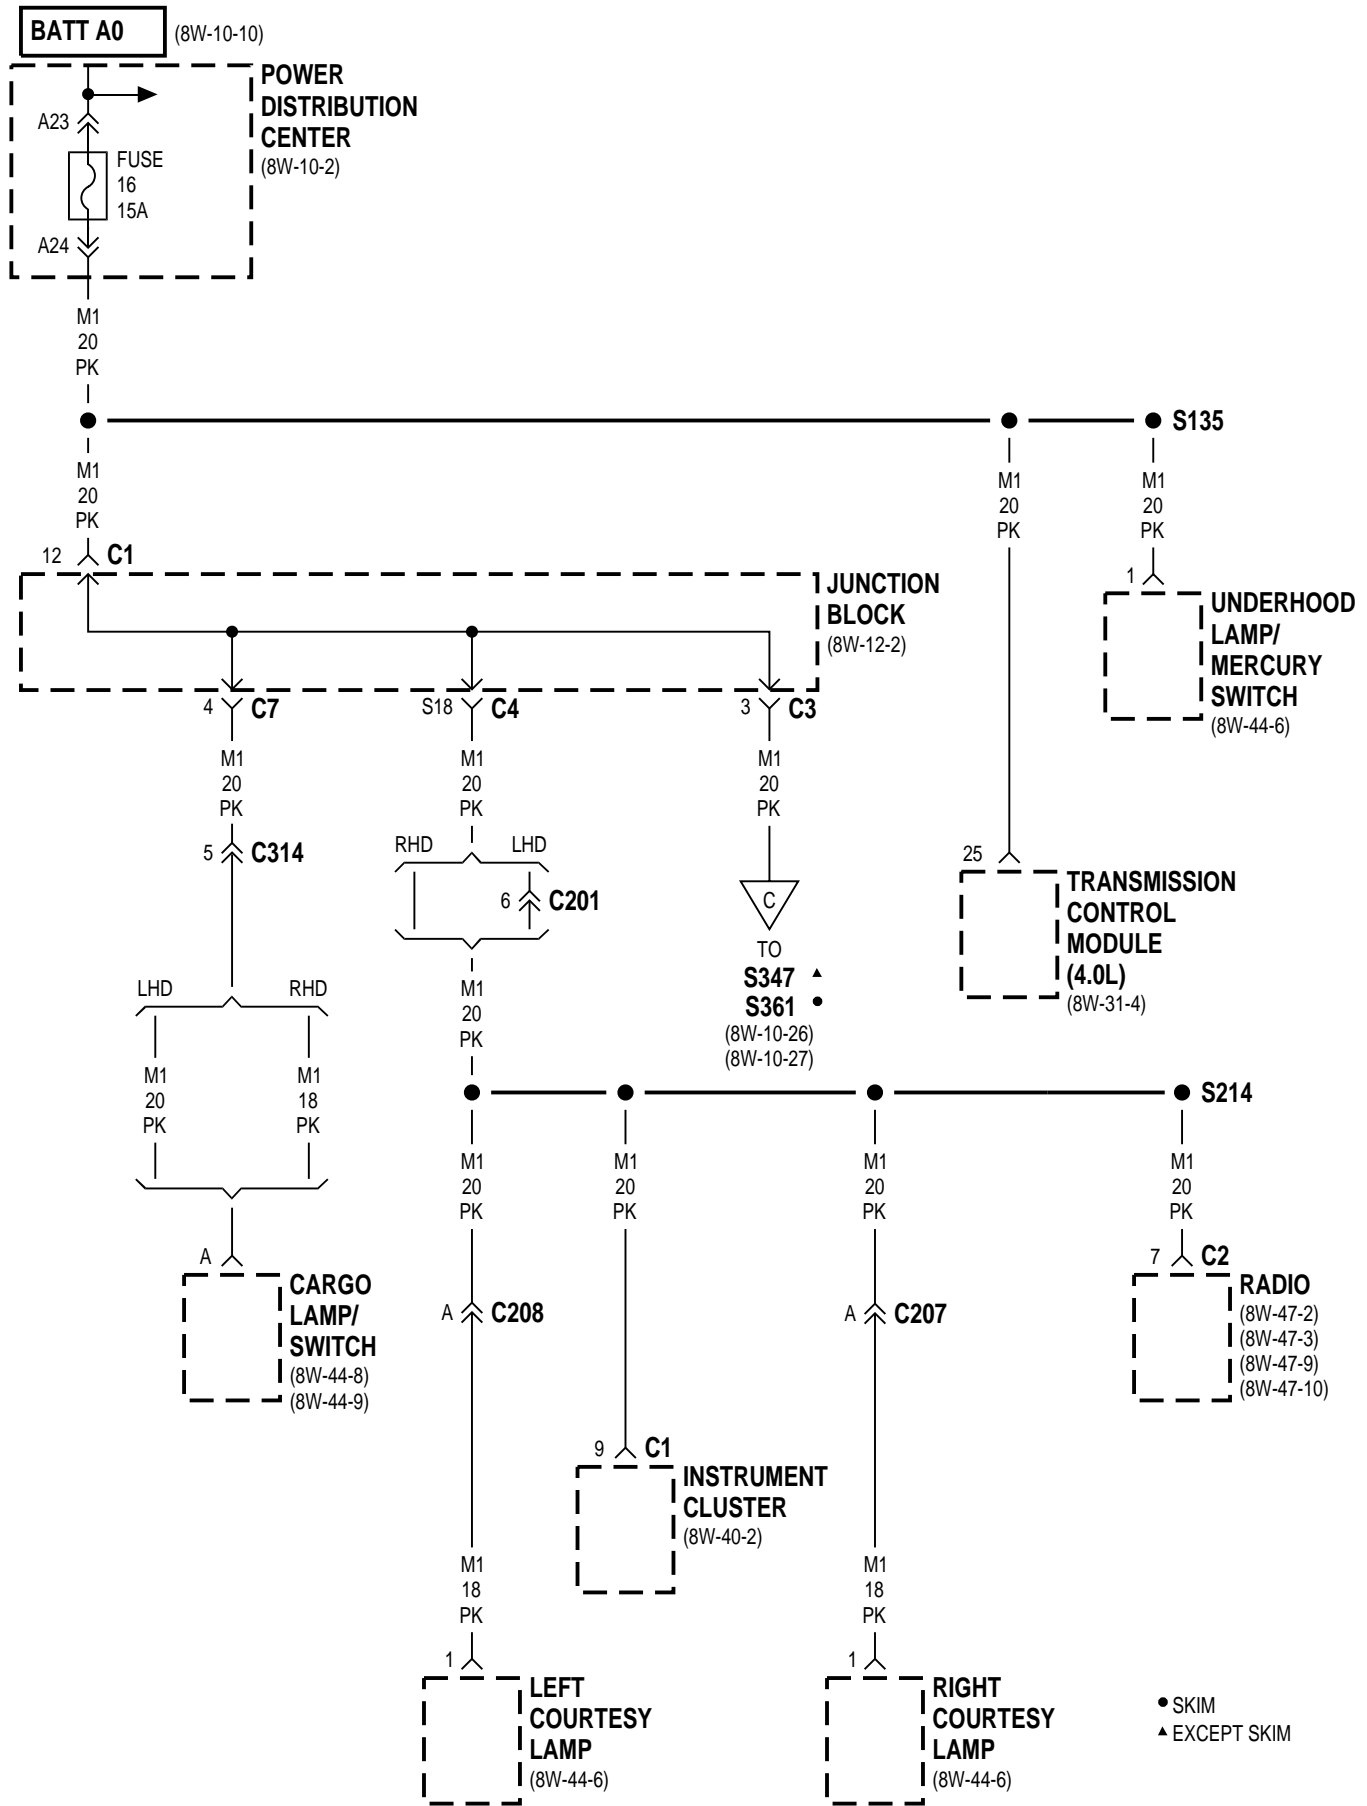 BATT A0
(8W-10-10)
POWER
DISTRIBUTION
CENTER
(8W-10-2)
A23
FUSE
16
15A
A24
M1
20
PK
S135
M1
20
PK
M1
20
PK
M1
20
PK
12
C1
1
JUNCTION
BLOCK
(8W-12-2)
UNDERHOOD
LAMP/
MERCURY
SWITCH
(8W-44-6)
4
C7
S18
C4
3
C3
M1
20
PK
M1
20
PK
M1
20
PK
5
C314
RHD
LHD
6
C201
C
TO
S347 ▲
S361 ●
(8W-10-26)
(8W-10-27)
25
TRANSMISSION
CONTROL
MODULE
(4.0L)
(8W-31-4)
LHD
RHD
M1
20
PK
M1
18
PK
M1
20
PK
S214
M1
20
PK
M1
20
PK
M1
20
PK
M1
20
PK
A
CARGO
LAMP/
SWITCH
(8W-44-8)
(8W-44-9)
A
C208
A
C207
7
C2
RADIO
(8W-47-2)
(8W-47-3)
(8W-47-9)
(8W-47-10)
9
C1
INSTRUMENT
CLUSTER
(8W-40-2)
M1
18
PK
M1
18
PK
1
LEFT
COURTESY
LAMP
(8W-44-6)
1
RIGHT
COURTESY
LAMP
(8W-44-6)
● SKIM
▲ EXCEPT SKIM